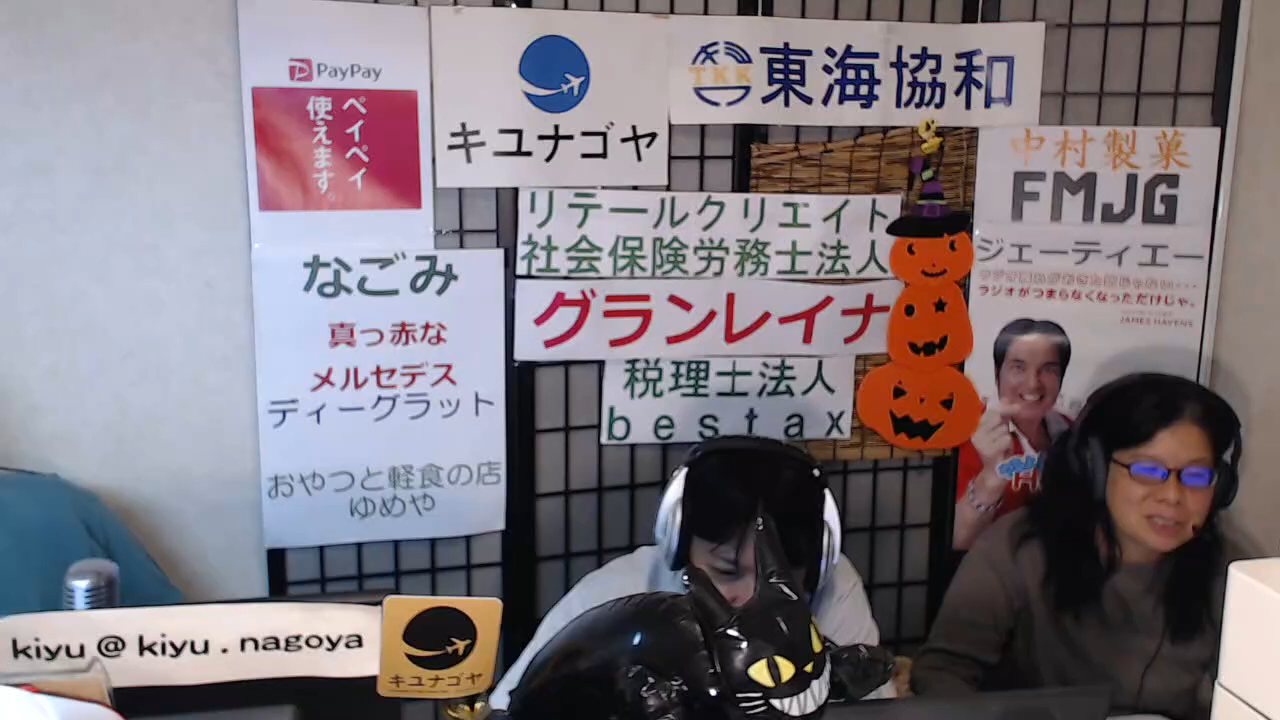 PayPay
ペイペイ
使えます。
キユナゴヤ
TKK 東海協和
中村製菓
FMJG
ジェーティエー
ラジオがつまらなくなっただけじゃ、
JAMES HAVENS
リテールクリエイト
社会保険労務士法人
グランレイナ
税理士法人
bestax
なごみ
真っ赤な
メルセデス
ディーグラット
おやつと軽食の店
ゆめや
kiyu@kiyu.nagoya
キユナゴヤ